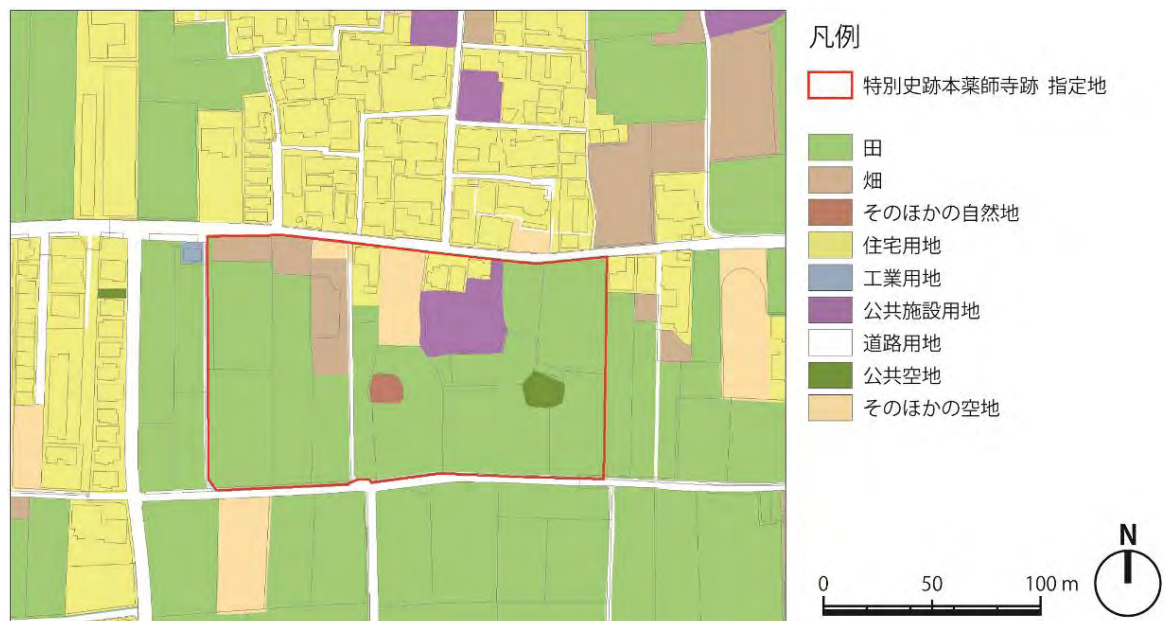 凡例
特別史跡本薬師寺跡 指定地
田
畑
そのほかの自然地
住宅用地
工業用地
公共施設用地
道路用地
公共空地
そのほかの空地
N
0 50 100 m